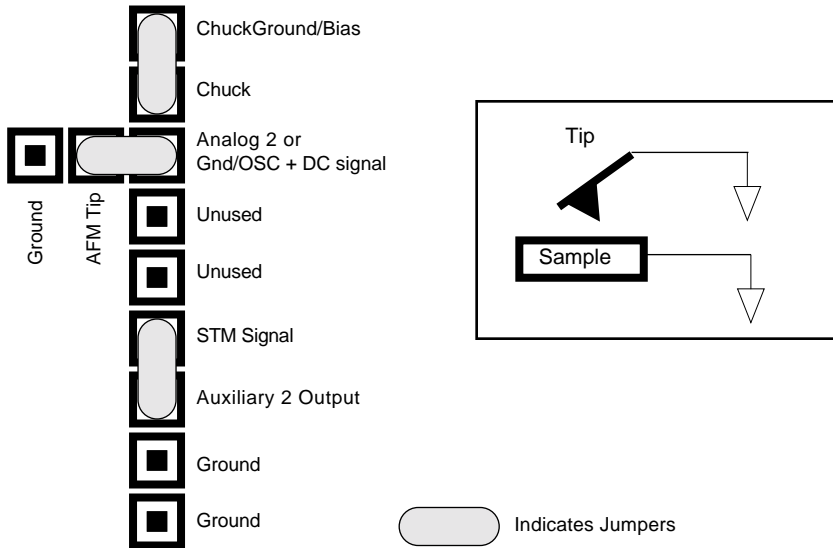 ChuckGround/Bias
Chuck
Analog 2 or
Gnd/OSC + DC signal
Ground
AFM Tip
Unused
Unused
STM Signal
Auxiliary 2 Output
Ground
Ground
Tip
Sample
Indicates Jumpers